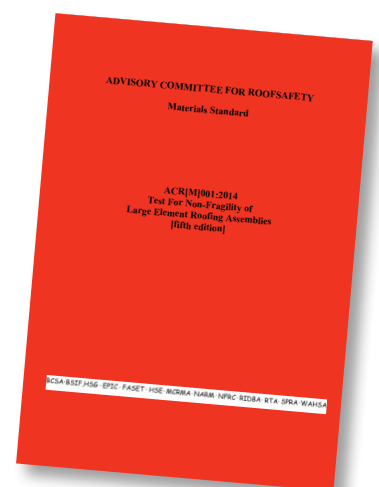 ADVISORY COMMITTEE FOR ROOFSAFETY
Materials Standard
ACR[M]001:2014
Test For Non-Fragility of
Large Element Roofing Assemblies
[fifth edition]
BCSA·BSIF,HSG·EPIC·FASET·HSE·MCRMA·NARM·NFRC·RIDBA·RTA·SPRA·WAHSA